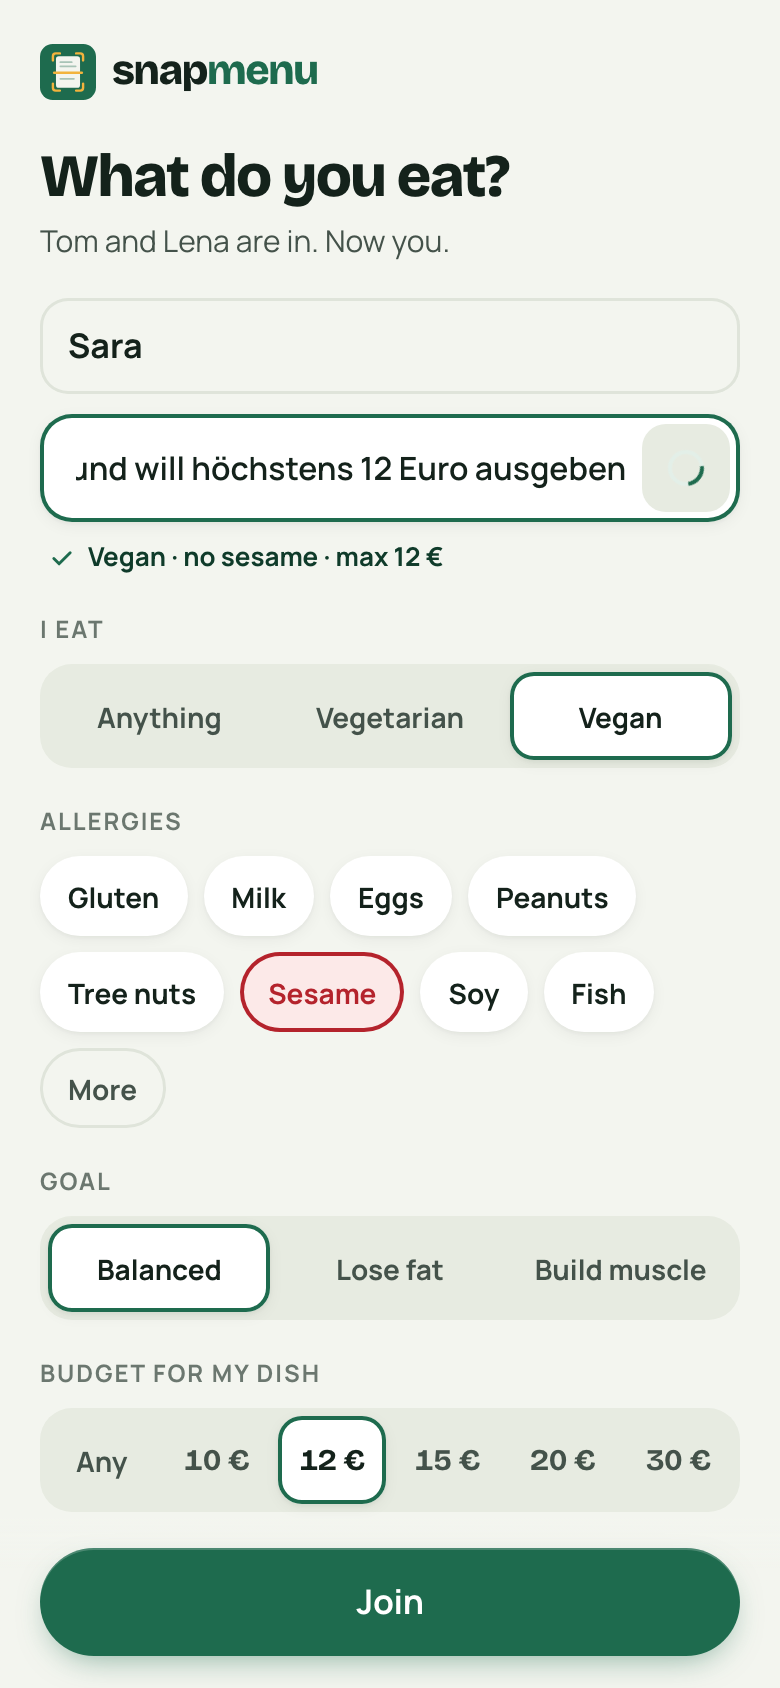 snapmenu
What do you eat?
Tom and Lena are in. Now you.
Sara
und will höchstens 12 Euro ausgeben
Vegan · no sesame · max 12 €
I EAT
Anything Vegetarian Vegan
ALLERGIES
Gluten Milk Eggs Peanuts
Tree nuts Sesame Soy Fish
More
GOAL
Balanced Lose fat Build muscle
BUDGET FOR MY DISH
Any 10 € 12 € 15 € 20 € 30 €
Join